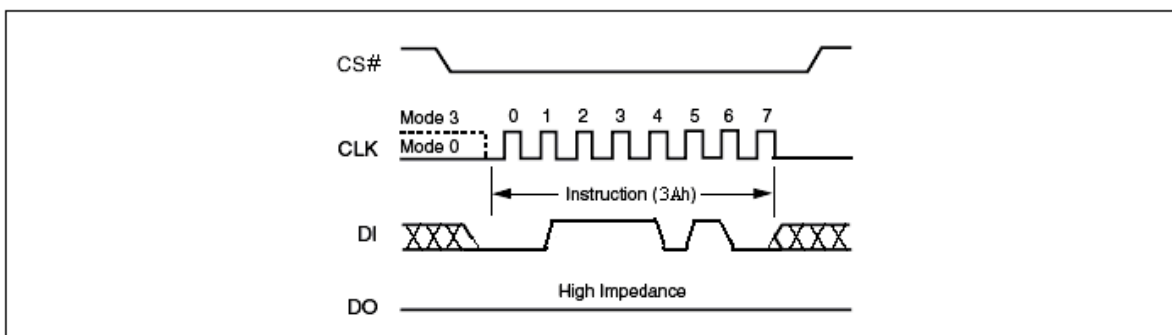 CS#
Mode 3
0 1 2 3 4 5 6 7
CLK
Mode 0
Instruction (3Ah)
DI
High Impedance
DO